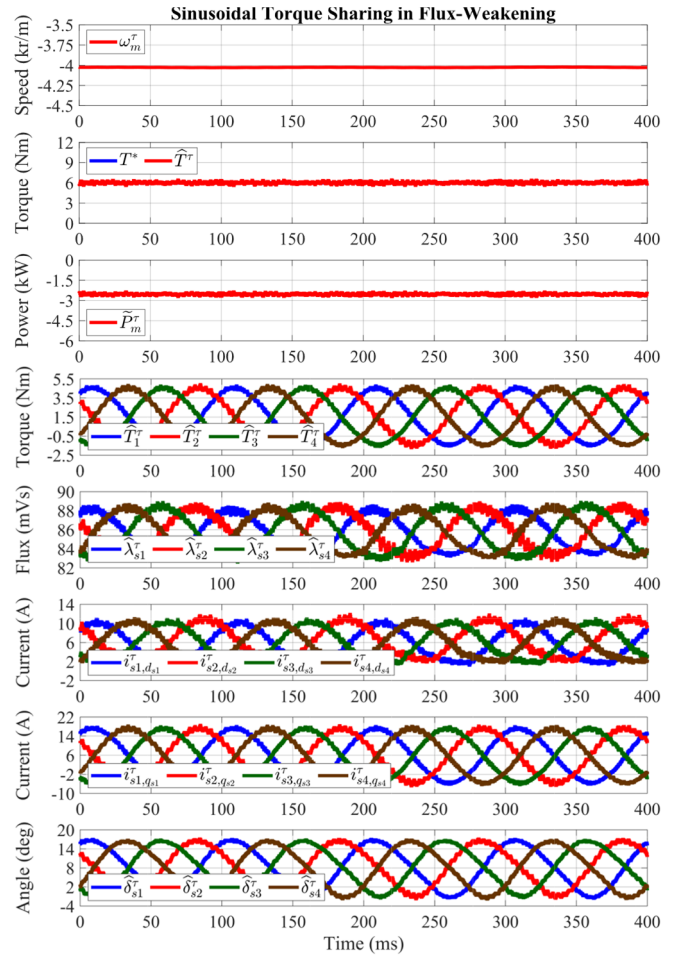 Sinusoidal Torque Sharing in Flux-Weakening
Speed (kr/m)
-3.5
-3.75
-4
-4.25
-4.5
ω_m^τ
0 50 100 150 200 250 300 350 400
Torque (Nm)
12
9
6
3
0
T* T̂^τ
0 50 100 150 200 250 300 350 400
Power (kW)
0
-1.5
-3
-4.5
-6
P̃_m^τ
0 50 100 150 200 250 300 350 400
Torque (Nm)
5.5
3.5
1.5
-0.5
-2.5
T̂_1^τ T̂_2^τ T̂_3^τ T̂_4^τ
0 50 100 150 200 250 300 350 400
Flux (mVs)
90
88
86
84
82
λ̂_s1^τ λ̂_s2^τ λ̂_s3^τ λ̂_s4^τ
0 50 100 150 200 250 300 350 400
Current (A)
14
10
6
2
-2
i_s1,d_s1^τ i_s2,d_s2^τ i_s3,d_s3^τ i_s4,d_s4^τ
0 50 100 150 200 250 300 350 400
Current (A)
22
14
6
-2
-10
i_s1,q_s1^τ i_s2,q_s2^τ i_s3,q_s3^τ i_s4,q_s4^τ
0 50 100 150 200 250 300 350 400
Angle (deg)
20
14
8
2
-4
δ̂_s1^τ δ̂_s2^τ δ̂_s3^τ δ̂_s4^τ
0 50 100 150 200 250 300 350 400
Time (ms)